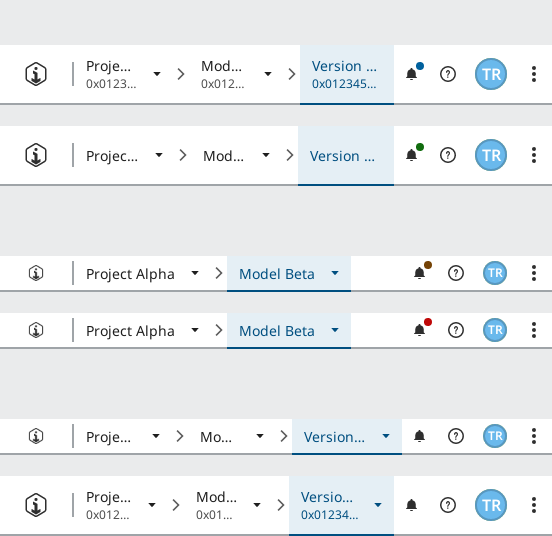 Proje... Mod... Version ...
0x0123... 0x012... 0x012345...
TR
Projec... Mod... Version ...
TR
Project Alpha Model Beta
TR
Project Alpha Model Beta
TR
Proje... Mo... Version...
TR
Proje... Mod... Versio...
0x012... 0x01... 0x01234...
TR